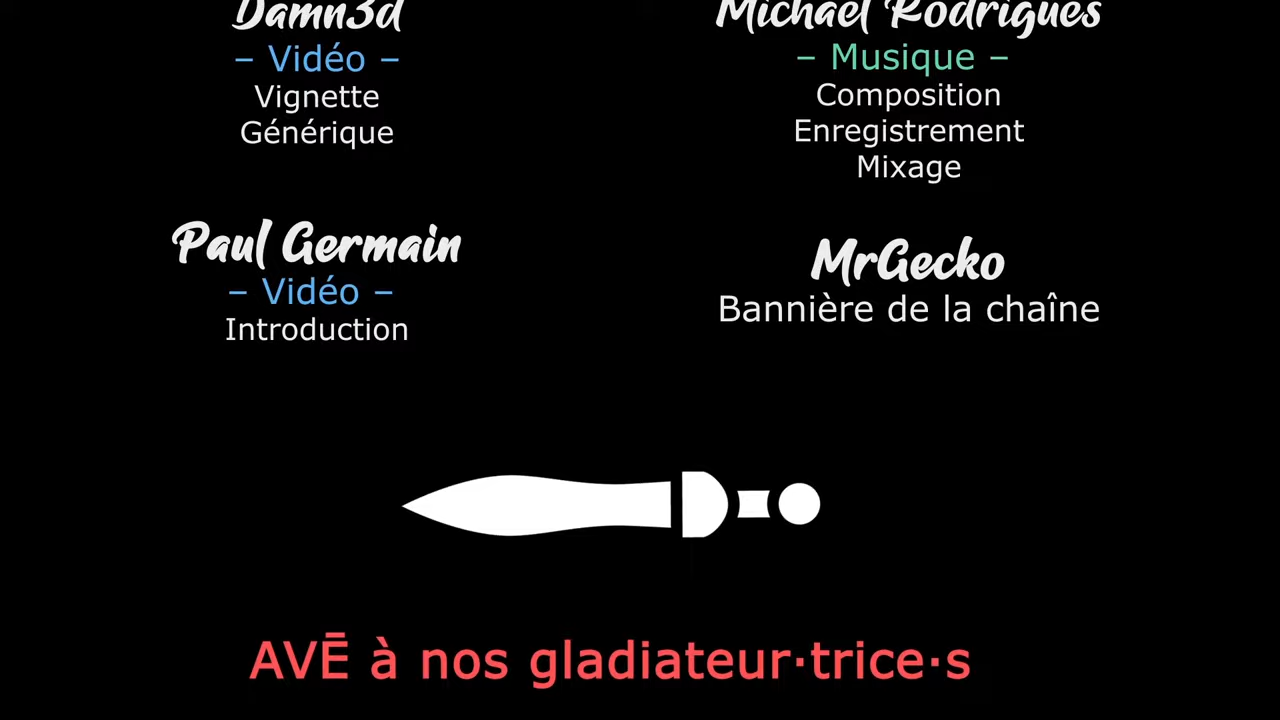 Damn3d
– Vidéo –
Vignette
Générique
Michael Rodrigues
– Musique –
Composition
Enregistrement
Mixage
Paul Germain
– Vidéo –
Introduction
MrGecko
Bannière de la chaîne
AVĒ à nos gladiateur·trice·s